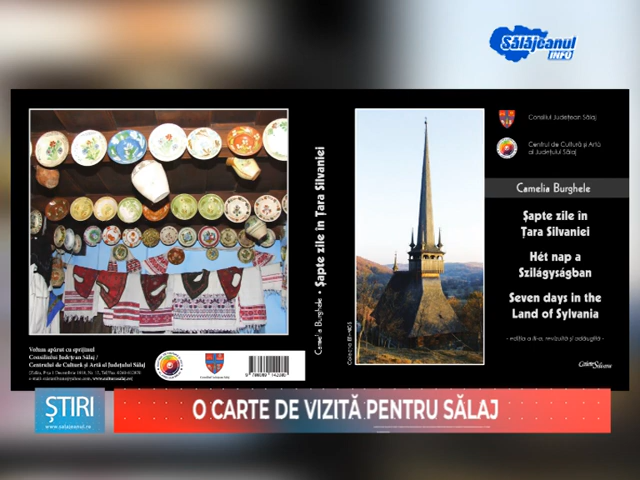 Sălăjeanul
INFO
Consiliul Județean Sălaj
Centrul de Cultură și Artă
al Județului Sălaj
Camelia Burghele
Șapte zile în
Țara Silvaniei
Hét nap a
Szilágyságban
Seven days in the
Land of Sylvania
- ediția a II-a, revizuită și adăugită -
Camelia Burghele • Șapte zile în Țara Silvaniei
Volum apărut cu sprijinul
Consiliului Județean Sălaj /
Centrului de Cultură și Artă al Județului Sălaj
Consiliul Județean Sălaj
ȘTIRI
www.salajeanul.ro
O CARTE DE VIZITĂ PENTRU SĂLAJ